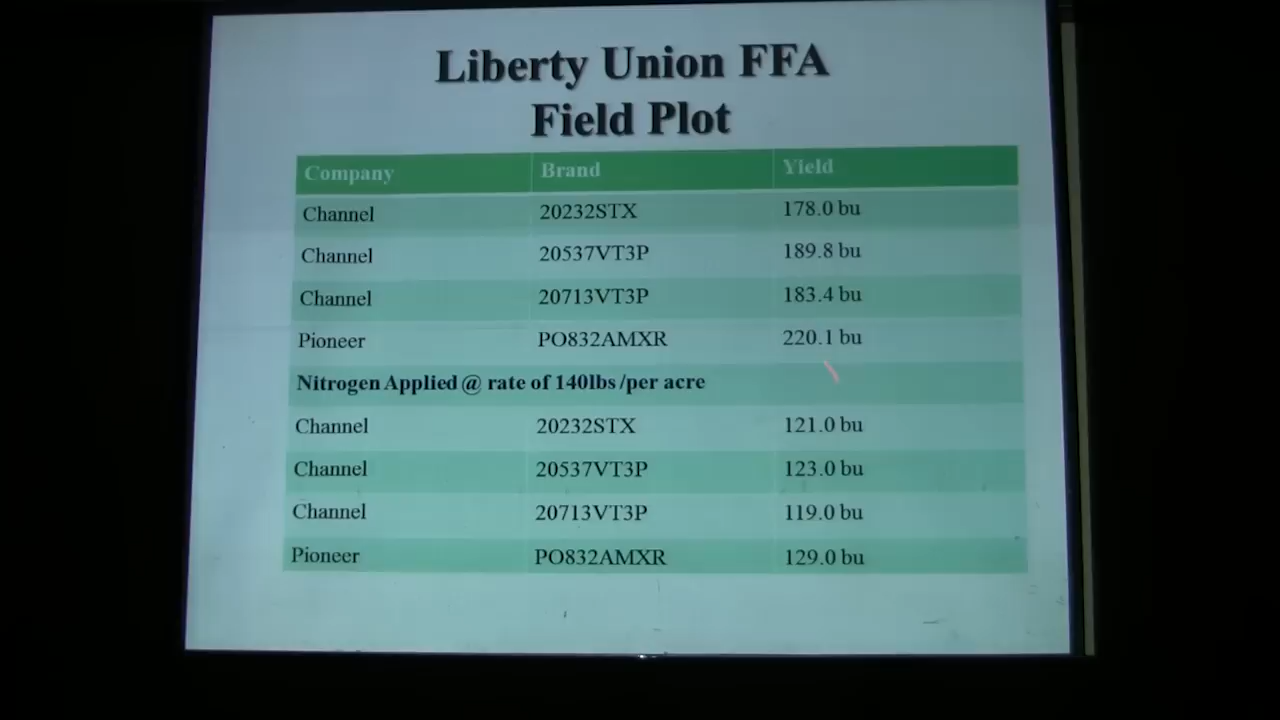 Liberty Union FFA
Field Plot
Company Brand Yield
Channel 20232STX 178.0 bu
Channel 20537VT3P 189.8 bu
Channel 20713VT3P 183.4 bu
Pioneer PO832AMXR 220.1 bu
Nitrogen Applied @ rate of 140lbs /per acre
Channel 20232STX 121.0 bu
Channel 20537VT3P 123.0 bu
Channel 20713VT3P 119.0 bu
Pioneer PO832AMXR 129.0 bu